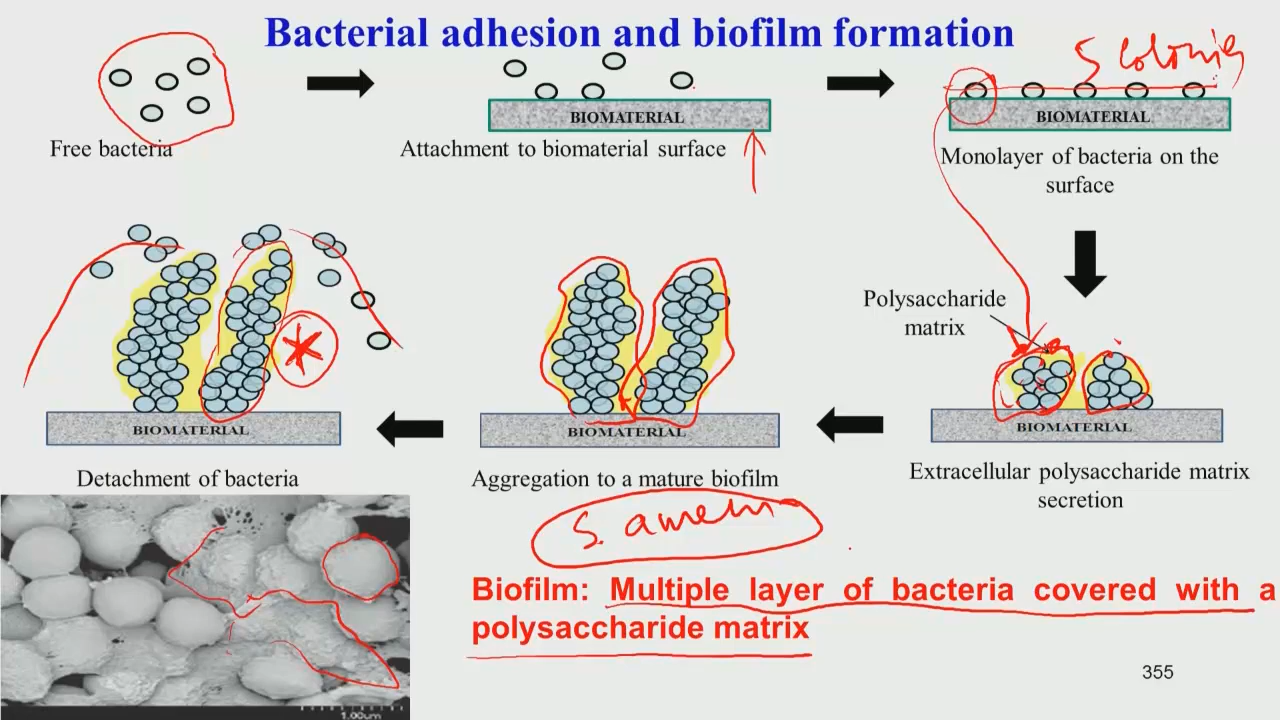 Bacterial adhesion and biofilm formation
5 colonies
BIOMATERIAL
BIOMATERIAL
Free bacteria
Attachment to biomaterial surface
Monolayer of bacteria on the
surface
Polysaccharide
matrix
BIOMATERIAL
BIOMATERIAL
BIOMATERIAL
Detachment of bacteria
Aggregation to a mature biofilm
Extracellular polysaccharide matrix
secretion
Biofilm: Multiple layer of bacteria covered with a
polysaccharide matrix
355
1.00um